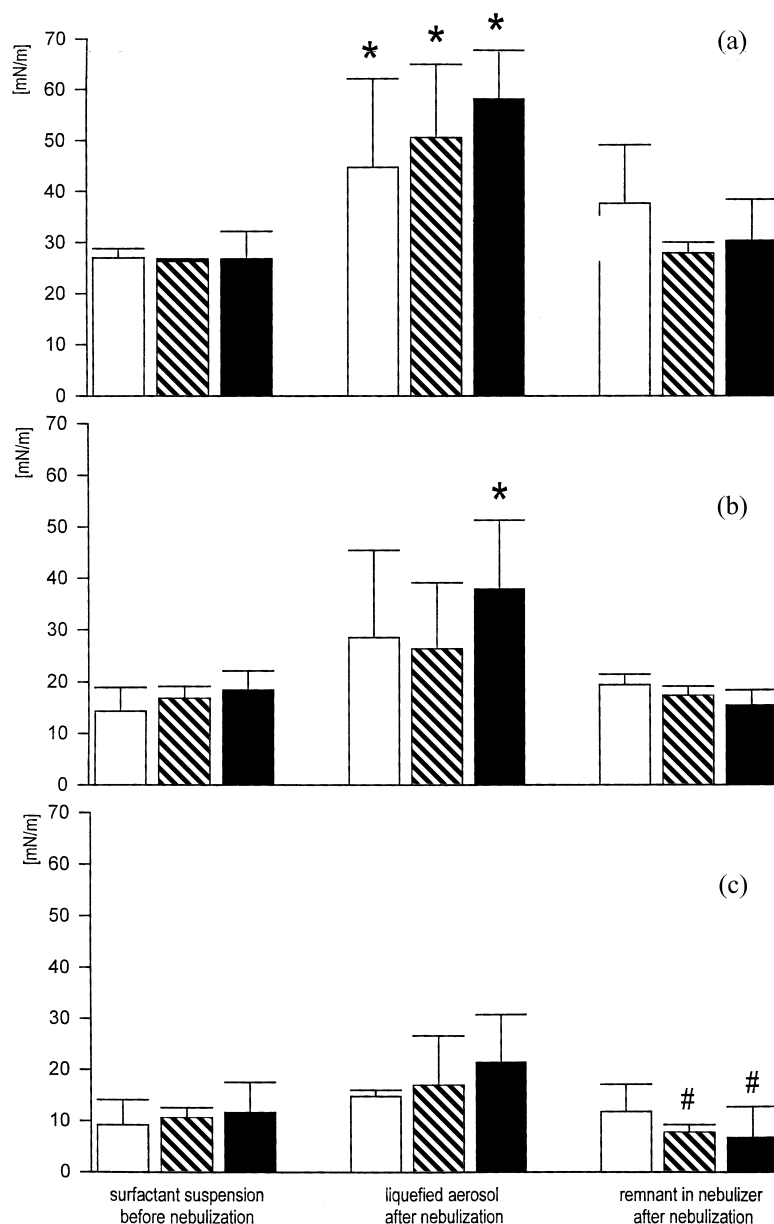 [mN/m]
(a)
* * *
70
60
50
40
30
20
10
0
[mN/m]
(b)
*
70
60
50
40
30
20
10
0
[mN/m]
(c)
70
60
50
40
30
20
10
0
# #
surfactant suspension
before nebulization
liquefied aerosol
after nebulization
remnant in nebulizer
after nebulization